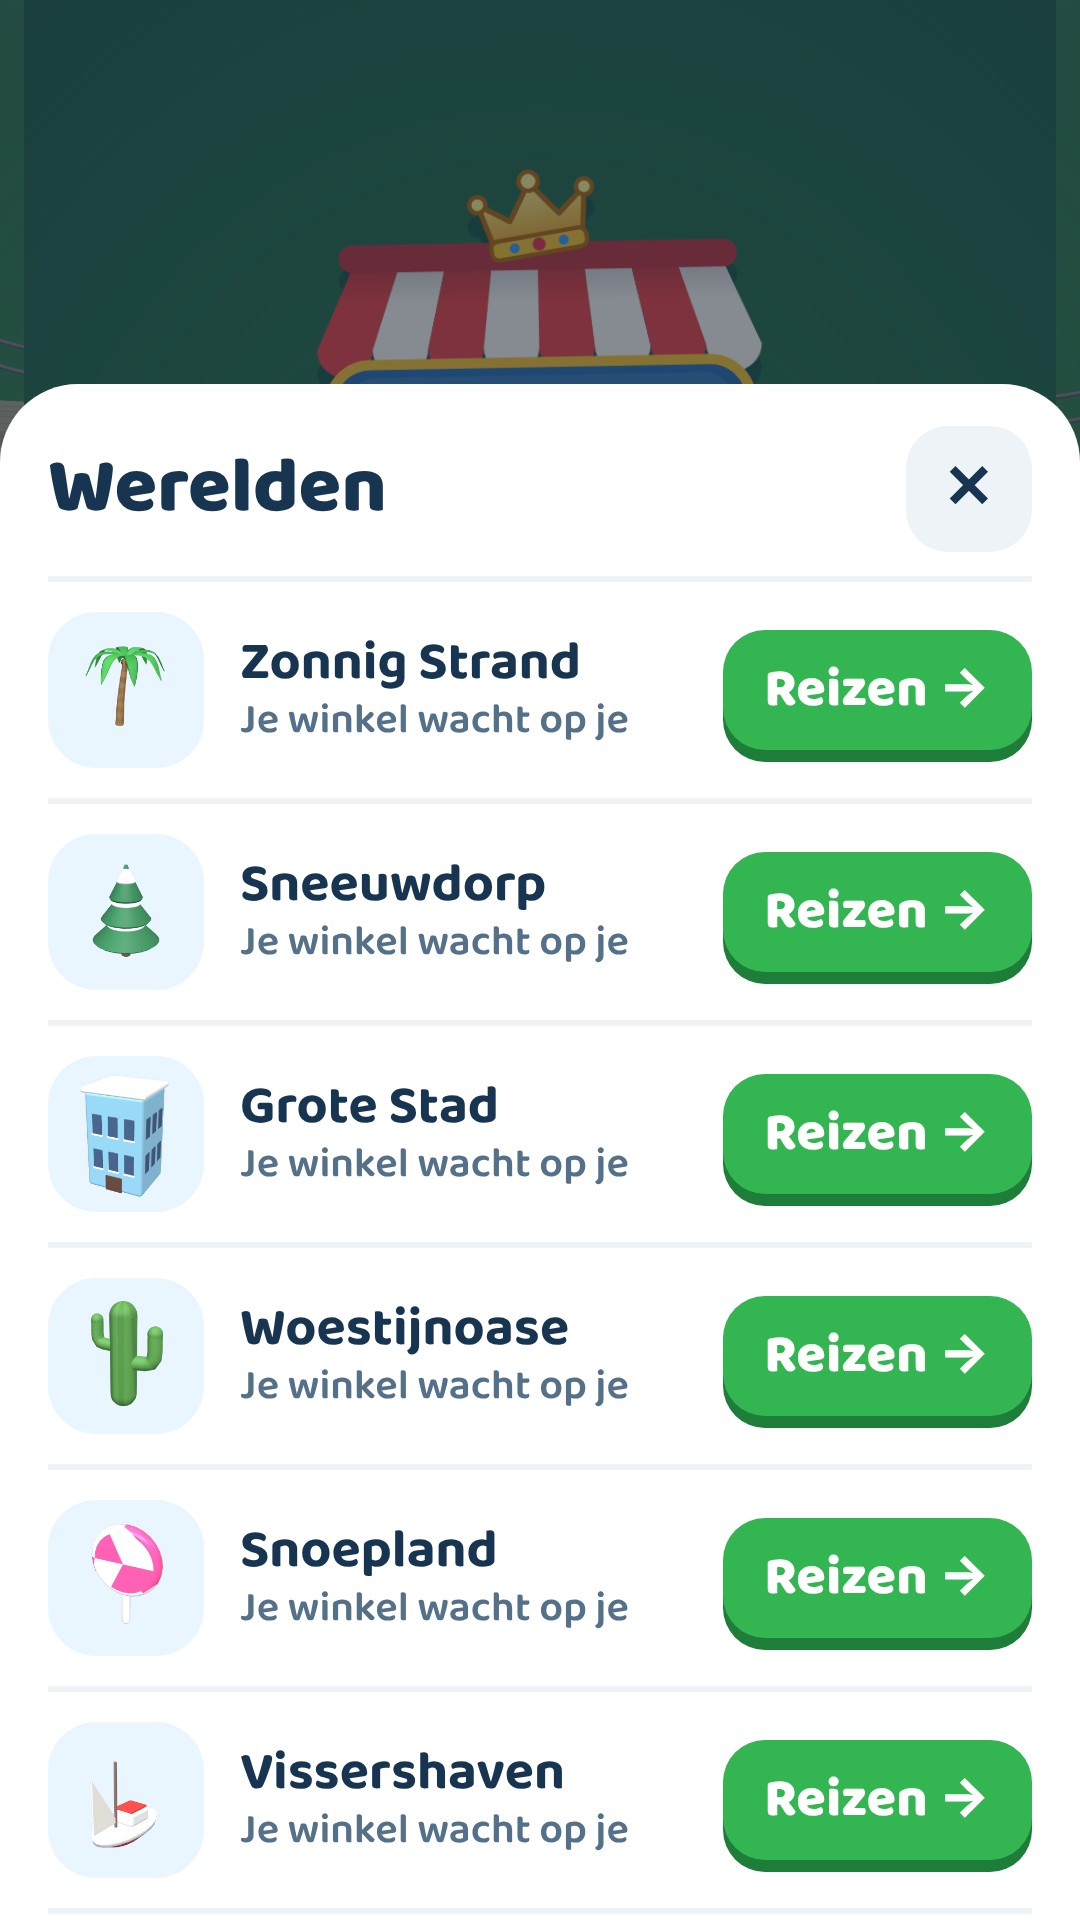 Werelden
Zonnig Strand
Je winkel wacht op je
Reizen →
Sneeuwdorp
Je winkel wacht op je
Reizen →
Grote Stad
Je winkel wacht op je
Reizen →
Woestijnoase
Je winkel wacht op je
Reizen →
Snoepland
Je winkel wacht op je
Reizen →
Vissershaven
Je winkel wacht op je
Reizen →